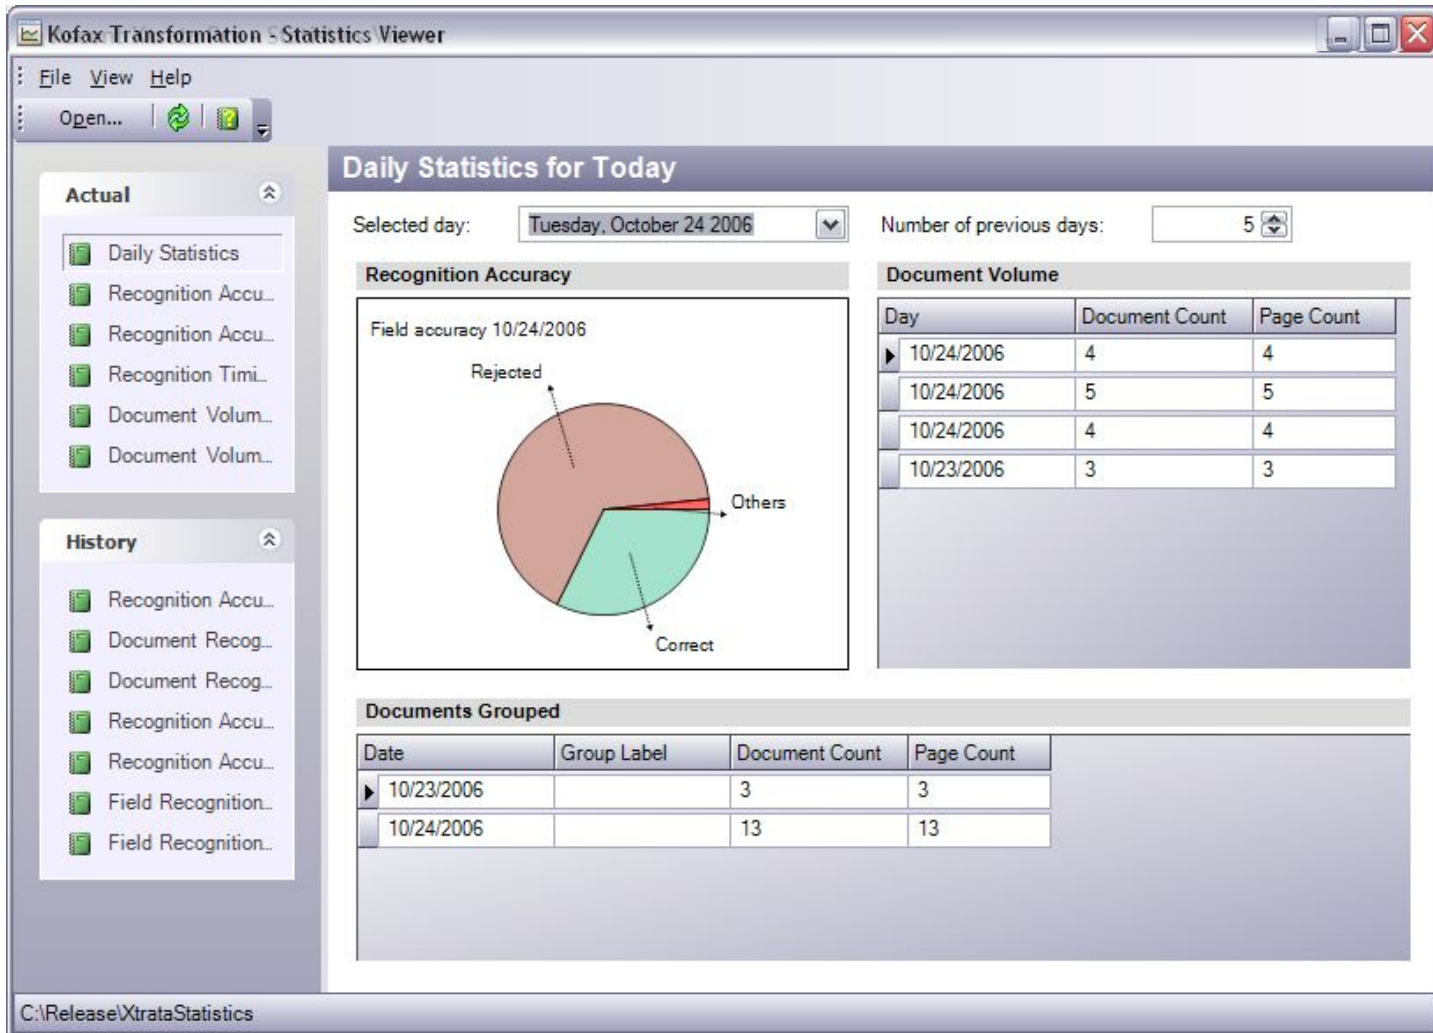 Kofax Transformation - Statistics Viewer
File View Help
Open...
Actual
Daily Statistics
Recognition Accu...
Recognition Accu...
Recognition Timi...
Document Volum...
Document Volum...
History
Recognition Accu...
Document Recog...
Document Recog...
Recognition Accu...
Recognition Accu...
Field Recognition...
Field Recognition...
Daily Statistics for Today
Selected day: Tuesday, October 24 2006 Number of previous days: 5
Recognition Accuracy
Field accuracy 10/24/2006
Rejected
Others
Correct
Document Volume
Day Document Count Page Count
10/24/2006 4 4
10/24/2006 5 5
10/24/2006 4 4
10/23/2006 3 3
Documents Grouped
Date Group Label Document Count Page Count
10/23/2006 3 3
10/24/2006 13 13
C:\Release\XtrataStatistics